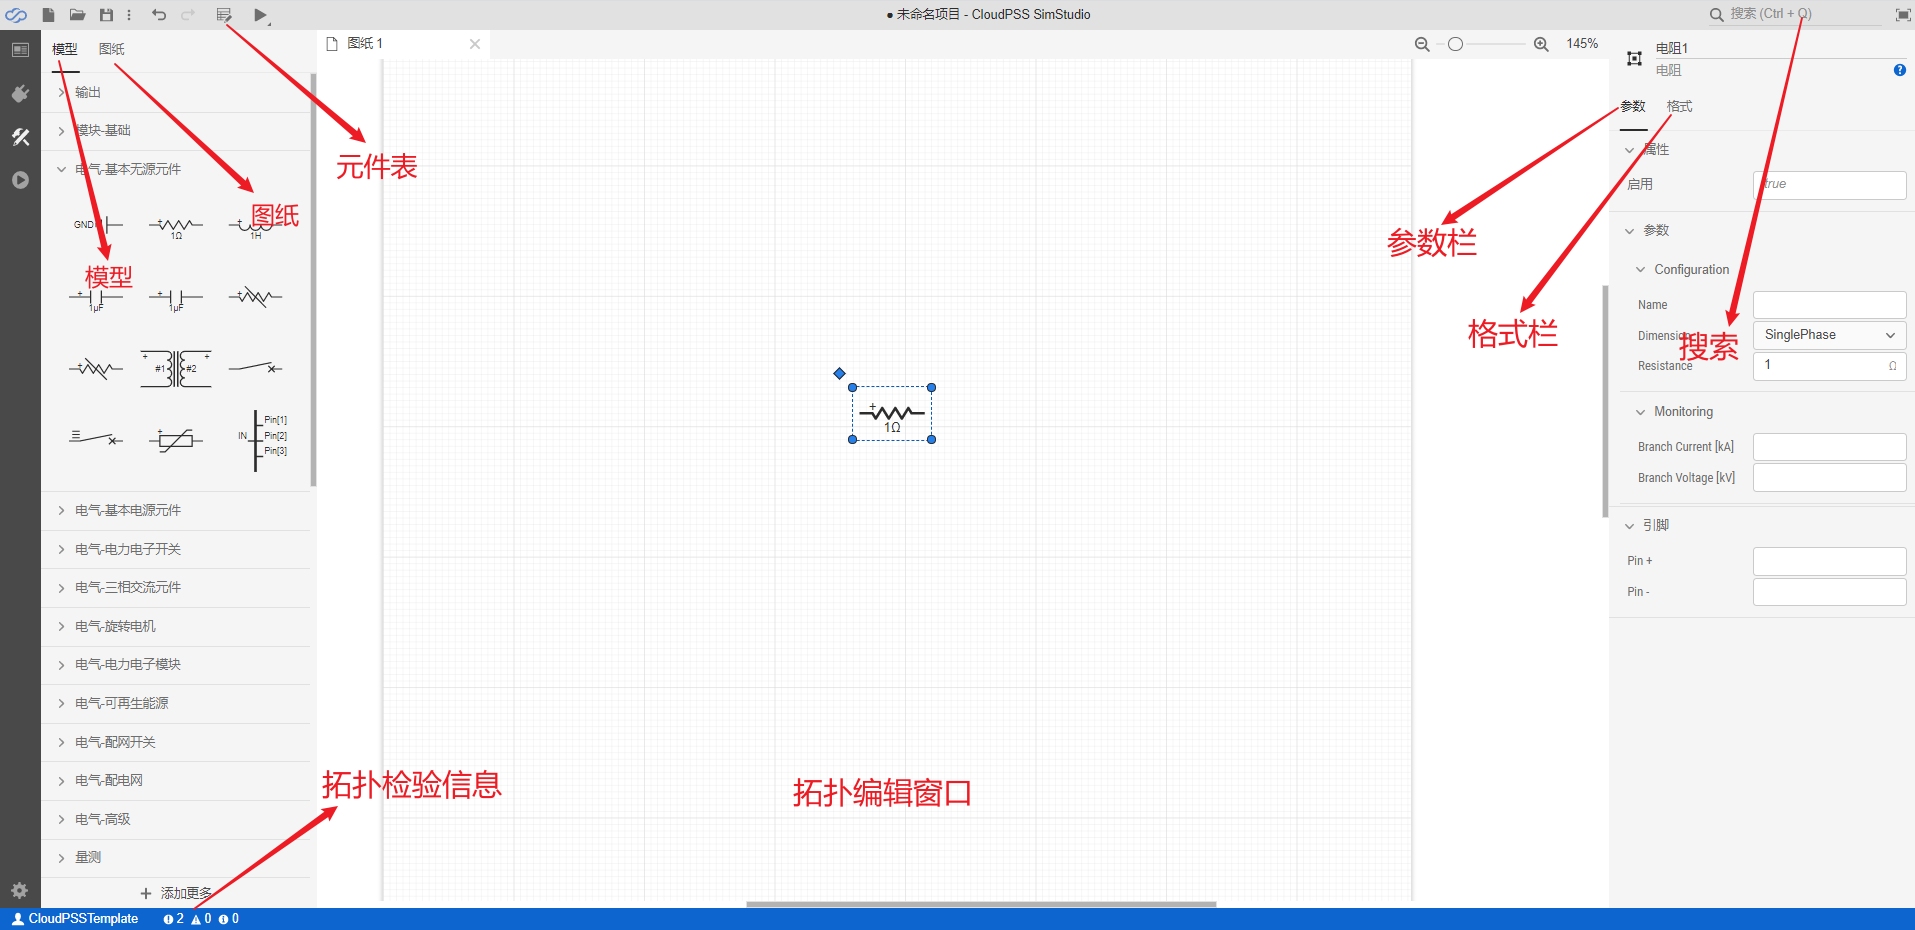 ● 未命名项目 - CloudPSS SimStudio
搜索 (Ctrl + Q)
模型
图纸
图纸 1
145%
输出
模块-基础
电气-基本无源元件
GND
1Ω
1H
1μF
1μF
#1
#2
IN
Pin[1]
Pin[2]
Pin[3]
电气-基本电源元件
电气-电力电子开关
电气-三相交流元件
电气-旋转电机
电气-电力电子模块
电气-可再生能源
电气-配网开关
电气-配电网
电气-高级
量测
添加更多
模型
图纸
元件表
+
1Ω
拓扑检验信息
拓扑编辑窗口
参数栏
格式栏
搜索
电阻1
电阻
参数
格式
属性
启用
true
参数
Configuration
Name
Dimension
SinglePhase
Resistance
1
Ω
Monitoring
Branch Current [kA]
Branch Voltage [kV]
引脚
Pin +
Pin -
CloudPSSTemplate
2
0
0